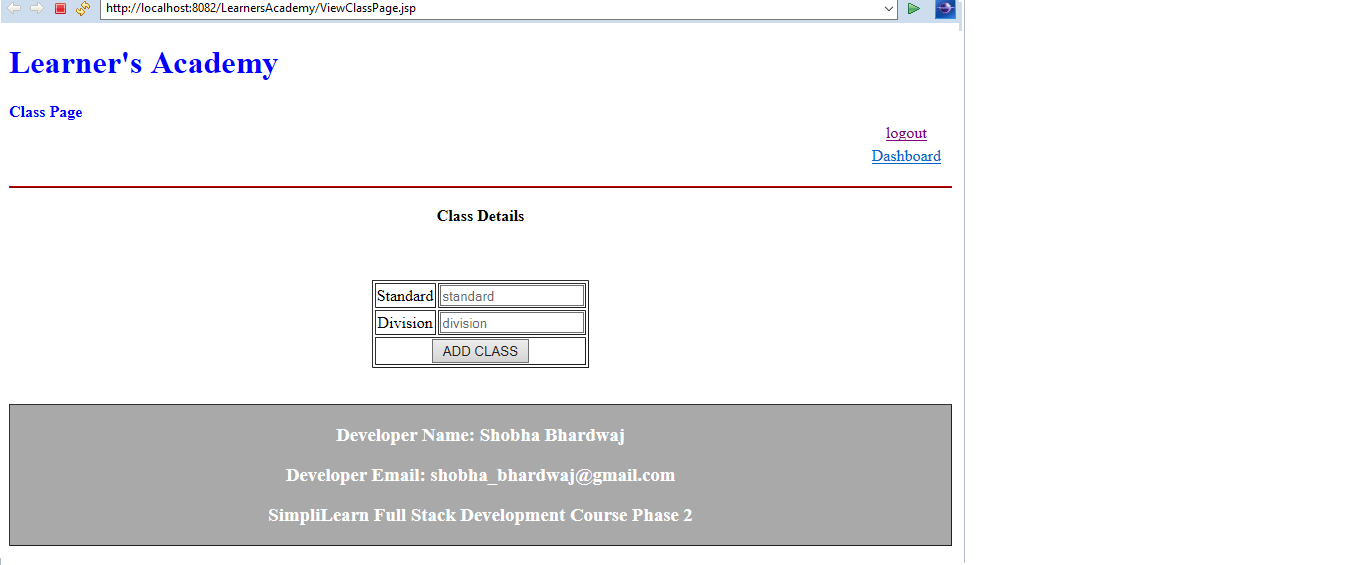 http://localhost:8082/LearnersAcademy/ViewClassPage.jsp
Learner's Academy
Class Page
logout
Dashboard
Class Details
Standard standard
Division division
ADD CLASS
Developer Name: Shobha Bhardwaj
Developer Email: shobha_bhardwaj@gmail.com
SimpliLearn Full Stack Development Course Phase 2